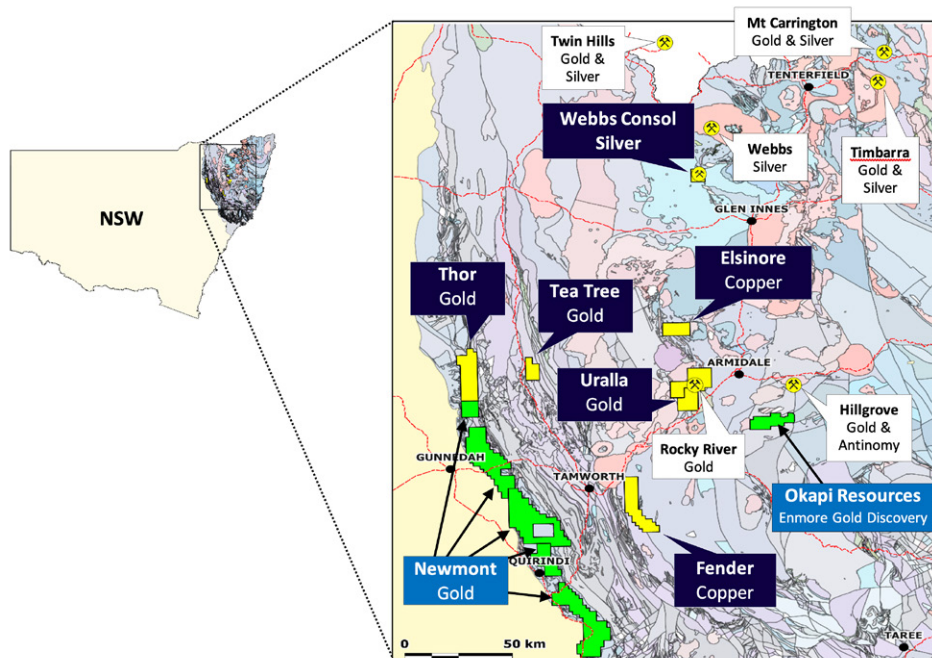 Twin Hills
Gold &
Silver
Mt Carrington
Gold & Silver
TENTERFIELD
Webbs Consol
Silver
Webbs
Silver
Timbarra
Gold &
Silver
NSW
GLEN INNES
Thor
Gold
Tea Tree
Gold
Elsinore
Copper
ARMIDALE
Uralla
Gold
Rocky River
Gold
Hillgrove
Gold &
Antinomy
GUNNEDAH
TAMWORTH
Okapi Resources
Enmore Gold Discovery
Newmont
Gold
QUIRINDI
Fender
Copper
TAREE
0 50 km